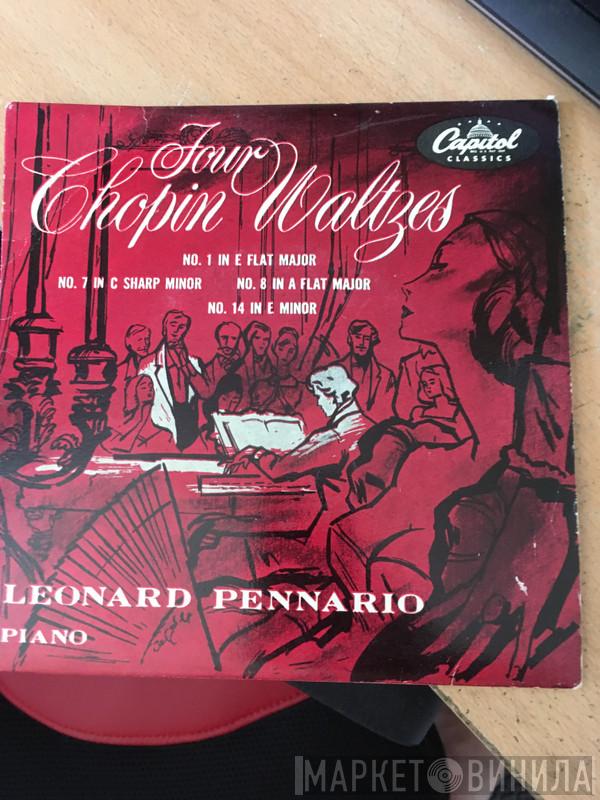 Four
Chopin Waltzes
Capitol
CLASSICS
NO. 1 IN E FLAT MAJOR
NO. 7 IN C SHARP MINOR NO. 8 IN A FLAT MAJOR
NO. 14 IN E MINOR
LEONARD PENNARIO
PIANO
МАРКЕТ ВИНИЛА